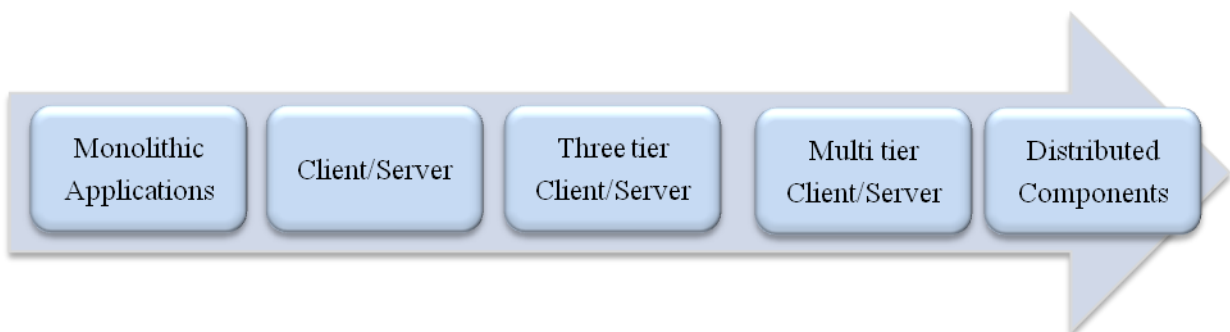 Monolithic
Applications
Client/Server
Three tier
Client/Server
Multi tier
Client/Server
Distributed
Components